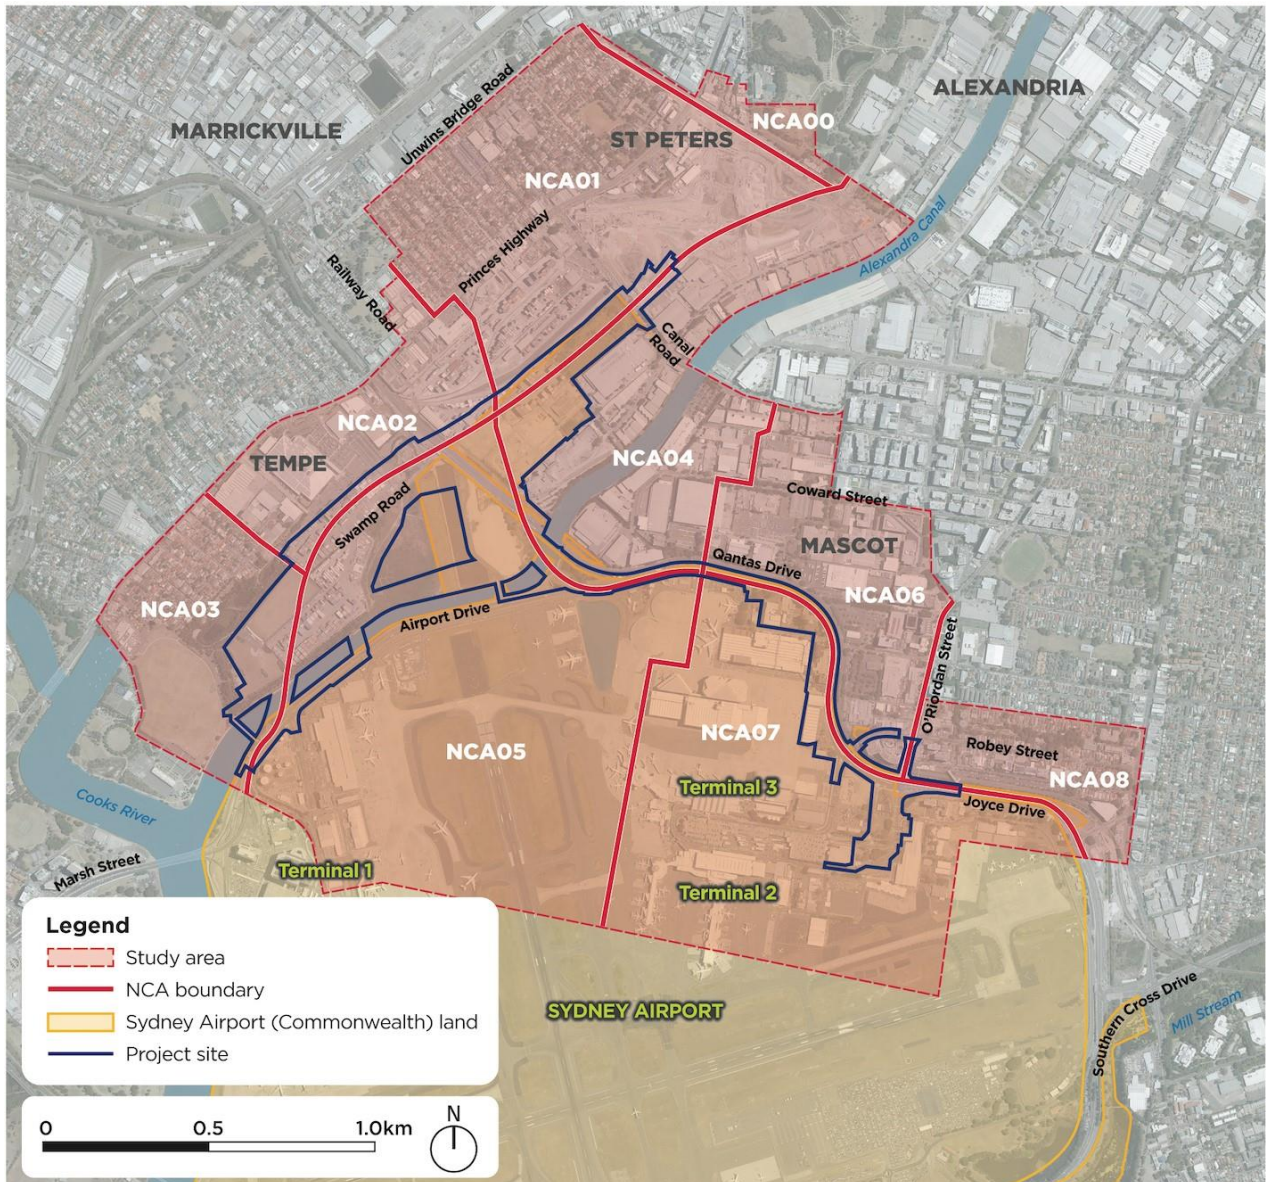 ALEXANDRIA
MARRICKVILLE
Unwins Bridge Road
NCA00
ST PETERS
NCA01
Alexandra Canal
Princes Highway
Railway Road
Canal
Road
NCA02
TEMPE
NCA04
Swamp Road
Coward Street
MASCOT
Qantas Drive
NCA06
NCA03
Airport Drive
O'Riordan Street
NCA05
NCA07
Robey Street
NCA08
Terminal 3
Joyce Drive
Cooks River
Marsh Street
Terminal 1
Terminal 2
SYDNEY AIRPORT
Southern Cross Drive
Mill Stream
Legend
Study area
NCA boundary
Sydney Airport (Commonwealth) land
Project site
0 0.5 1.0km
N